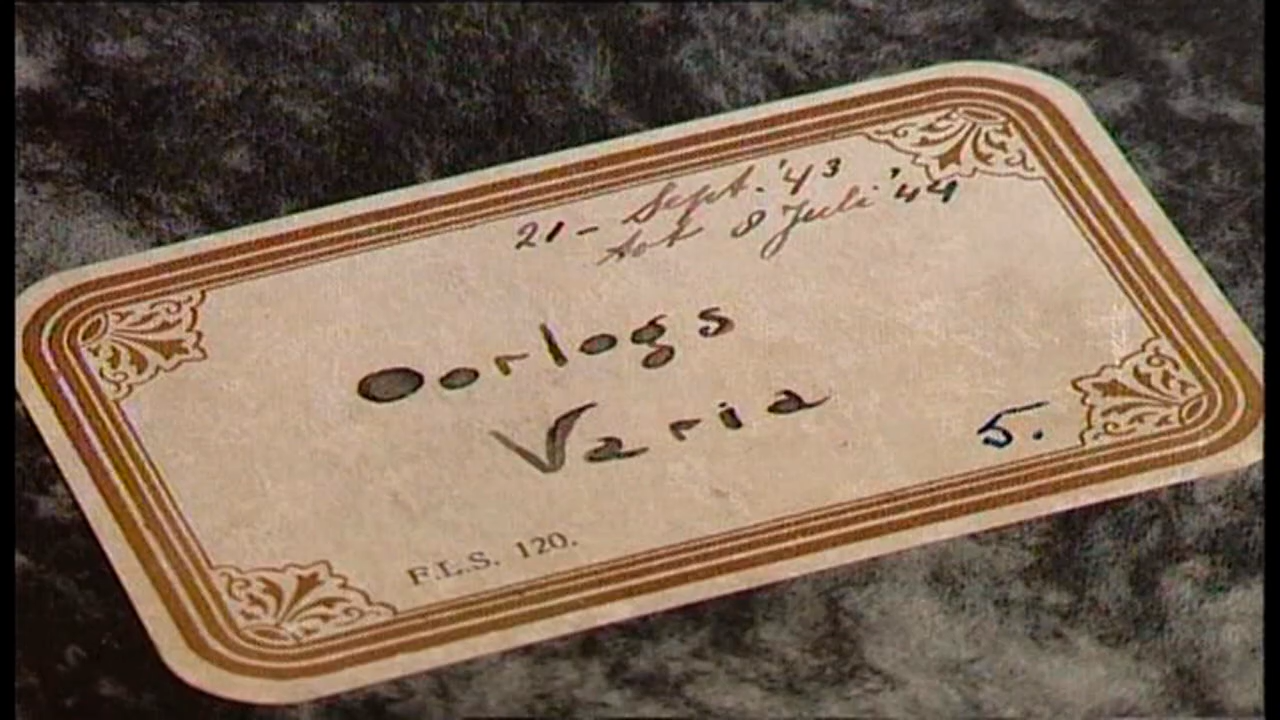 21 - Sept. '43
tot 8 Juli '44
Oorlogs
Varia
5.
F.L.S. 120.